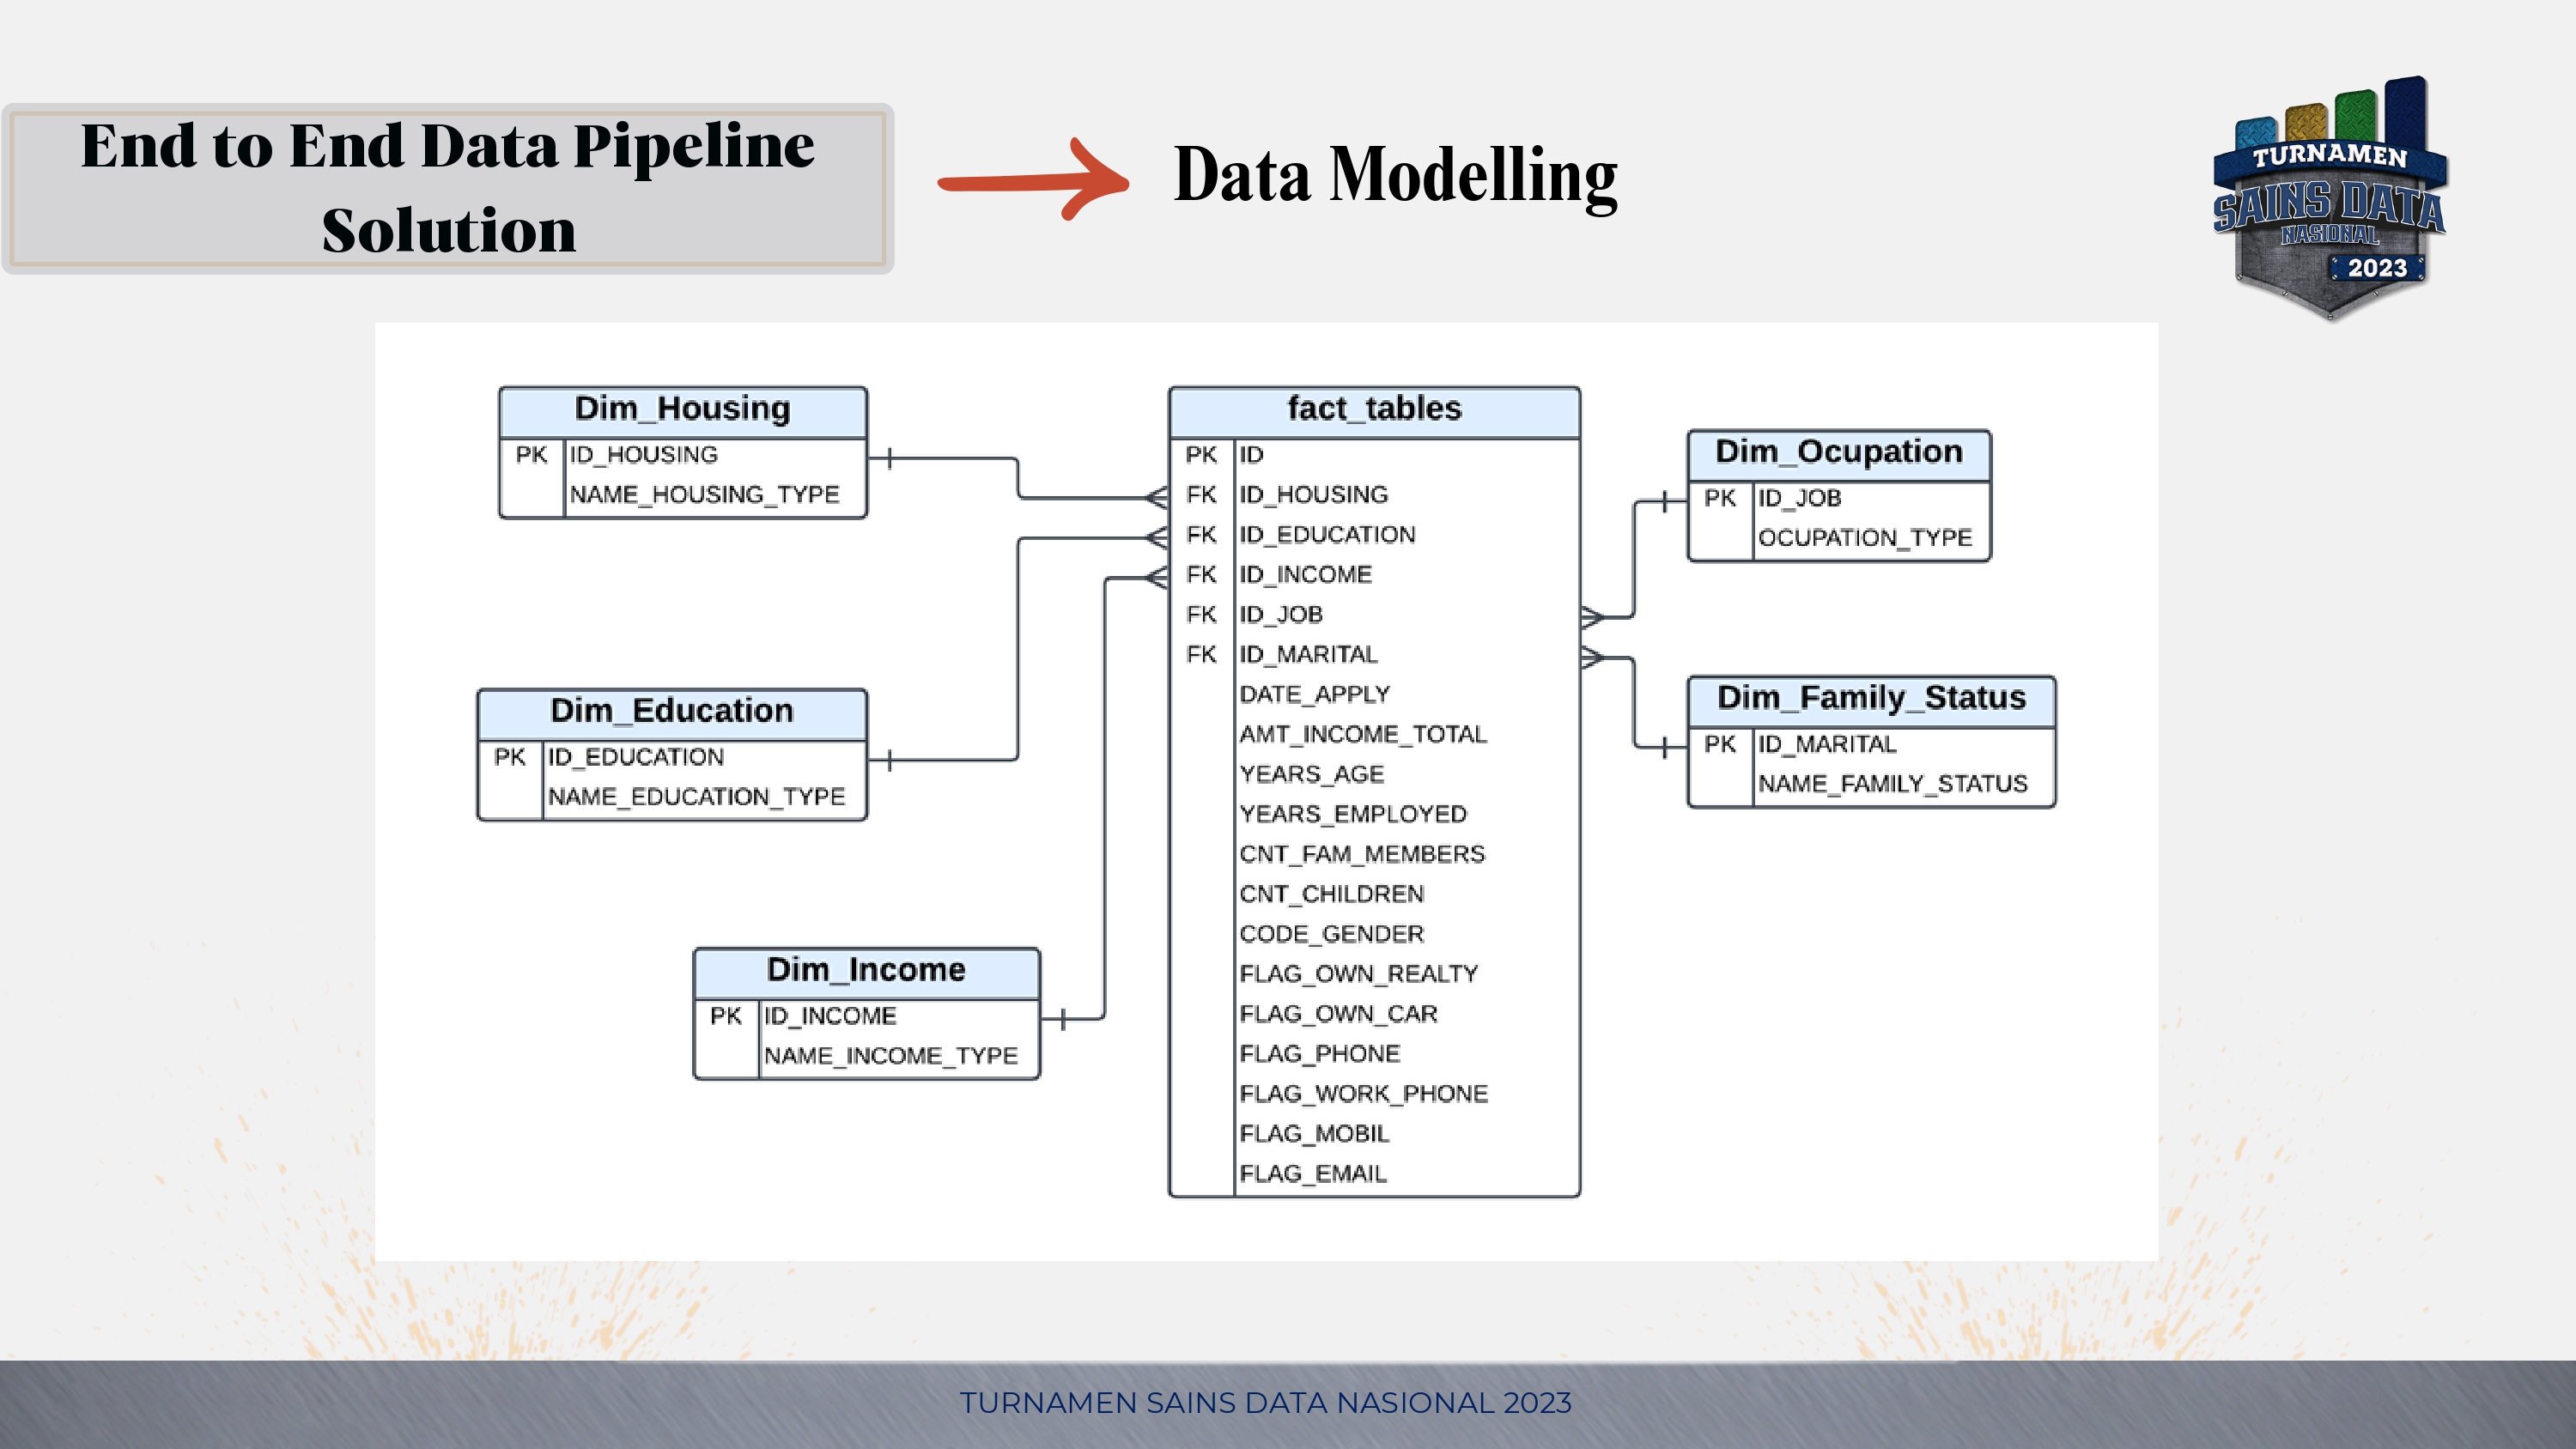 End to End Data Pipeline
Solution
Data Modelling
TURNAMEN
SAINS DATA
NASIONAL
2023
Dim_Housing
PK ID_HOUSING
NAME_HOUSING_TYPE
Dim_Education
PK ID_EDUCATION
NAME_EDUCATION_TYPE
Dim_Income
PK ID_INCOME
NAME_INCOME_TYPE
fact_tables
PK ID
FK ID_HOUSING
FK ID_EDUCATION
FK ID_INCOME
FK ID_JOB
FK ID_MARITAL
DATE_APPLY
AMT_INCOME_TOTAL
YEARS_AGE
YEARS_EMPLOYED
CNT_FAM_MEMBERS
CNT_CHILDREN
CODE_GENDER
FLAG_OWN_REALTY
FLAG_OWN_CAR
FLAG_PHONE
FLAG_WORK_PHONE
FLAG_MOBIL
FLAG_EMAIL
Dim_Ocupation
PK ID_JOB
OCUPATION_TYPE
Dim_Family_Status
PK ID_MARITAL
NAME_FAMILY_STATUS
TURNAMEN SAINS DATA NASIONAL 2023